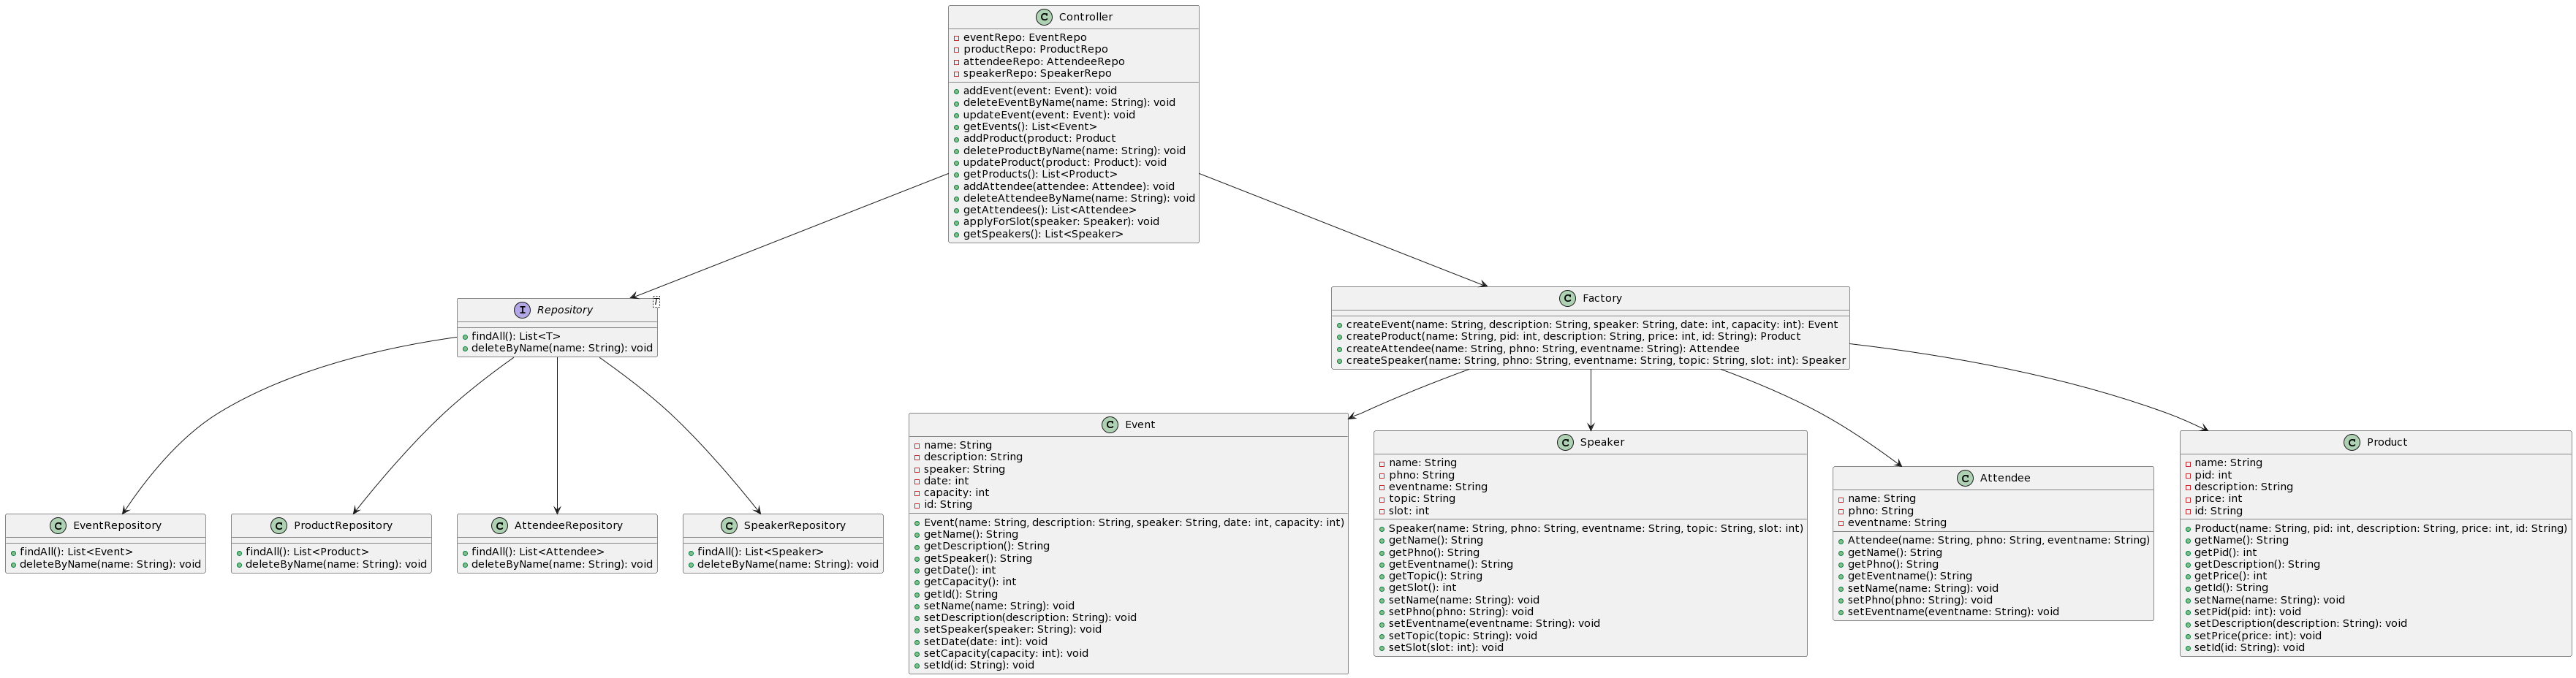 C Controller
eventRepo: EventRepo
productRepo: ProductRepo
attendeeRepo: AttendeeRepo
speakerRepo: SpeakerRepo
addEvent(event: Event): void
deleteEventByName(name: String): void
updateEvent(event: Event): void
getEvents(): List<Event>
addProduct(product: Product
deleteProductByName(name: String): void
updateProduct(product: Product): void
getProducts(): List<Product>
addAttendee(attendee: Attendee): void
deleteAttendeeByName(name: String): void
getAttendees(): List<Attendee>
applyForSlot(speaker: Speaker): void
getSpeakers(): List<Speaker>
I Repository T
findAll(): List<T>
deleteByName(name: String): void
C Factory
createEvent(name: String, description: String, speaker: String, date: int, capacity: int): Event
createProduct(name: String, pid: int, description: String, price: int, id: String): Product
createAttendee(name: String, phno: String, eventname: String): Attendee
createSpeaker(name: String, phno: String, eventname: String, topic: String, slot: int): Speaker
C EventRepository
findAll(): List<Event>
deleteByName(name: String): void
C ProductRepository
findAll(): List<Product>
deleteByName(name: String): void
C AttendeeRepository
findAll(): List<Attendee>
deleteByName(name: String): void
C SpeakerRepository
findAll(): List<Speaker>
deleteByName(name: String): void
C Event
name: String
description: String
speaker: String
date: int
capacity: int
id: String
Event(name: String, description: String, speaker: String, date: int, capacity: int)
getName(): String
getDescription(): String
getSpeaker(): String
getDate(): int
getCapacity(): int
getId(): String
setName(name: String): void
setDescription(description: String): void
setSpeaker(speaker: String): void
setDate(date: int): void
setCapacity(capacity: int): void
setId(id: String): void
C Speaker
name: String
phno: String
eventname: String
topic: String
slot: int
Speaker(name: String, phno: String, eventname: String, topic: String, slot: int)
getName(): String
getPhno(): String
getEventname(): String
getTopic(): String
getSlot(): int
setName(name: String): void
setPhno(phno: String): void
setEventname(eventname: String): void
setTopic(topic: String): void
setSlot(slot: int): void
C Attendee
name: String
phno: String
eventname: String
Attendee(name: String, phno: String, eventname: String)
getName(): String
getPhno(): String
getEventname(): String
setName(name: String): void
setPhno(phno: String): void
setEventname(eventname: String): void
C Product
name: String
pid: int
description: String
price: int
id: String
Product(name: String, pid: int, description: String, price: int, id: String)
getName(): String
getPid(): int
getDescription(): String
getPrice(): int
getId(): String
setName(name: String): void
setPid(pid: int): void
setDescription(description: String): void
setPrice(price: int): void
setId(id: String): void